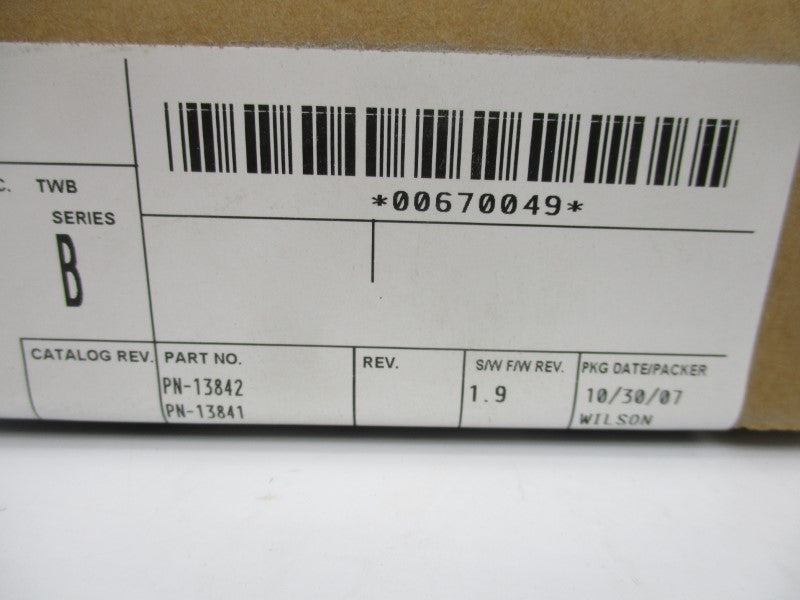 *00670049*
C. TWB
SERIES
B
CATALOG REV.
PART NO.
PN-13842
PN-13841
REV.
S/W F/W REV.
1.9
PKG DATE/PACKER
10/30/07
WILSON